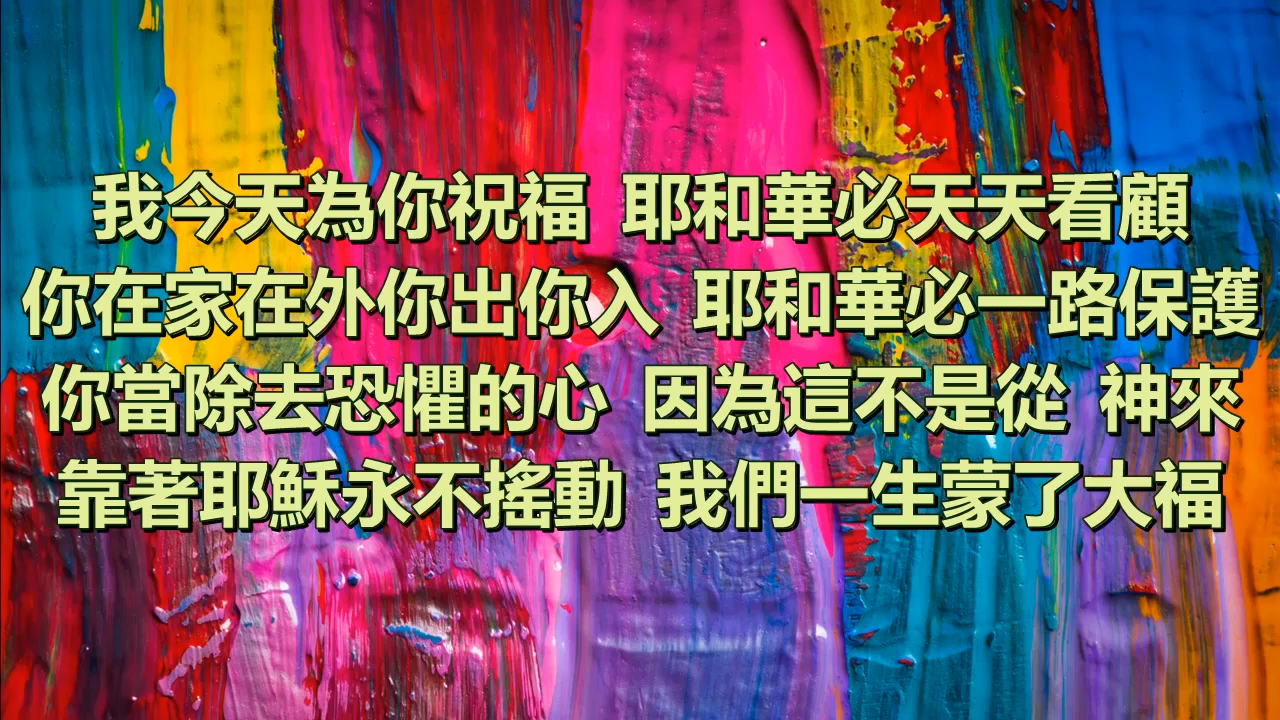 我今天為你祝福 耶和華必天天看顧
你在家在外你出你入 耶和華必一路保護
你當除去恐懼的心 因為這不是從 神來
靠著耶穌永不搖動 我們一生蒙了大福